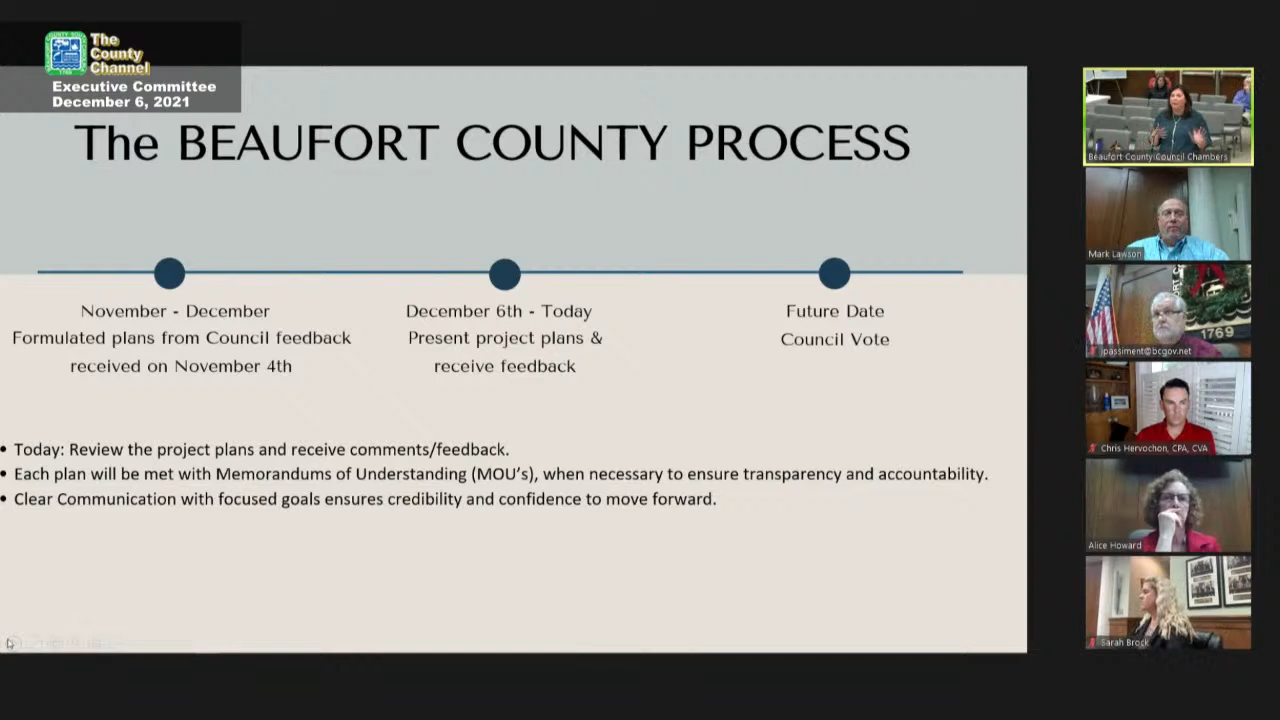 The
County
Channel
Executive Committee
December 6, 2021
The BEAUFORT COUNTY PROCESS
November - December
Formulated plans from Council feedback
received on November 4th
December 6th - Today
Present project plans &
receive feedback
Future Date
Council Vote
• Today: Review the project plans and receive comments/feedback.
• Each plan will be met with Memorandums of Understanding (MOU's), when necessary to ensure transparency and accountability.
• Clear Communication with focused goals ensures credibility and confidence to move forward.
Beaufort County Council Chambers
Mark Lawson
1769
jpassiment@bcgov.net
Chris Hervochon, CPA, CVA
Alice Howard
Sarah Brock